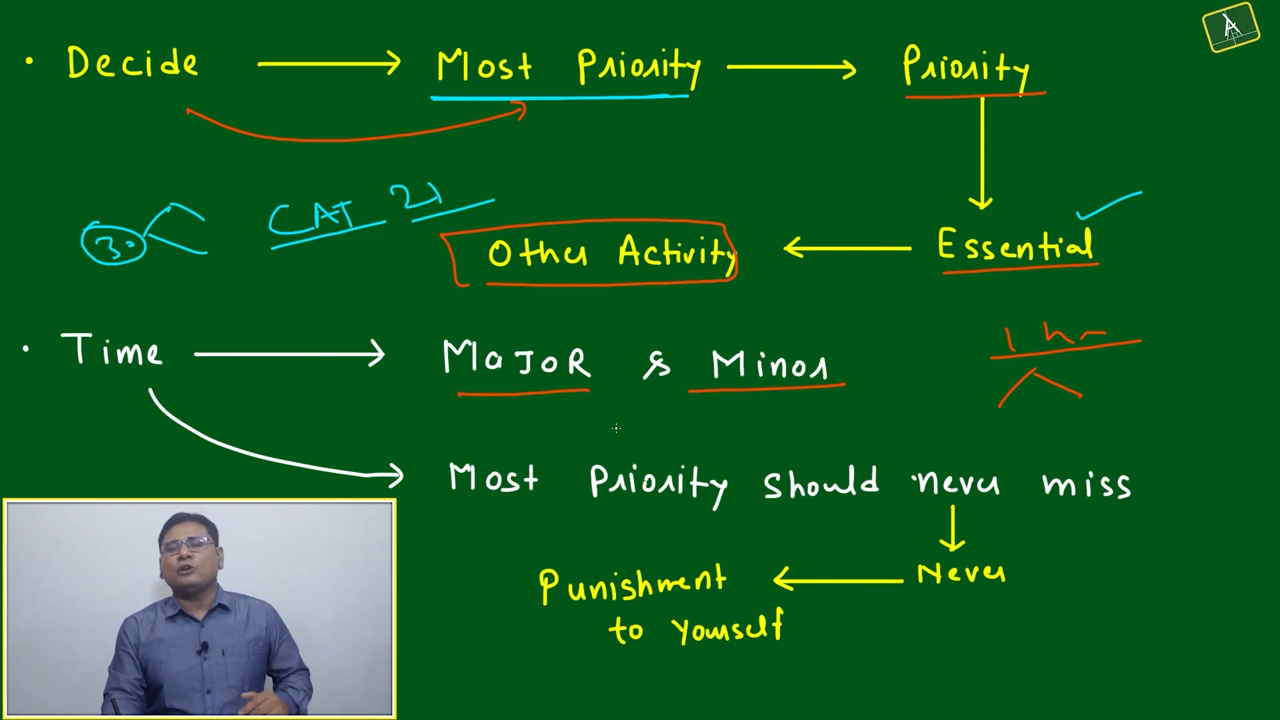 • Decide → Most Priority → Priority
30 CAT 21
Other Activity ← Essential
• Time → MaJoR & Minor
1 hr
Most Priority should never miss
Punishment ← Never
to yourself
A